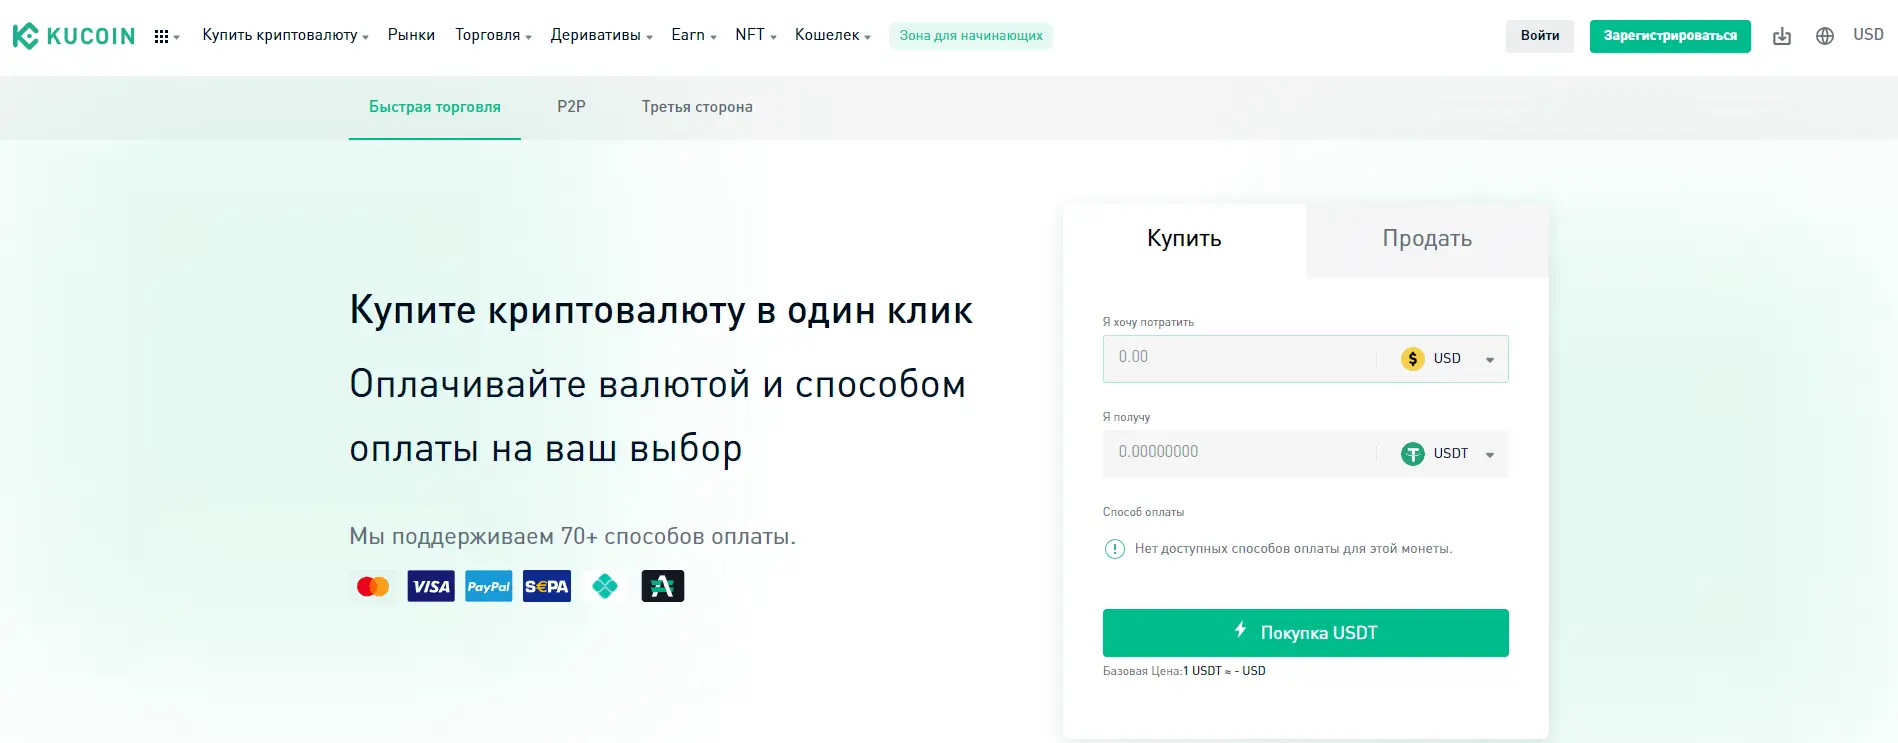 KUCOIN
Купить криптовалюту Рынки Торговля Деривативы Earn NFT Кошелек Зона для начинающих Войти Зарегистрироваться USD
Быстрая торговля P2P Третья сторона
Купить Продать
Купите криптовалюту в один клик
Оплачивайте валютой и способом
оплаты на ваш выбор
Мы поддерживаем 70+ способов оплаты.
VISA PayPal S€PA
Я хочу потратить
0.00 $ USD
Я получу
0.00000000 USDT
Способ оплаты
Нет доступных способов оплаты для этой монеты.
Покупка USDT
Базовая Цена:1 USDT ≈ - USD